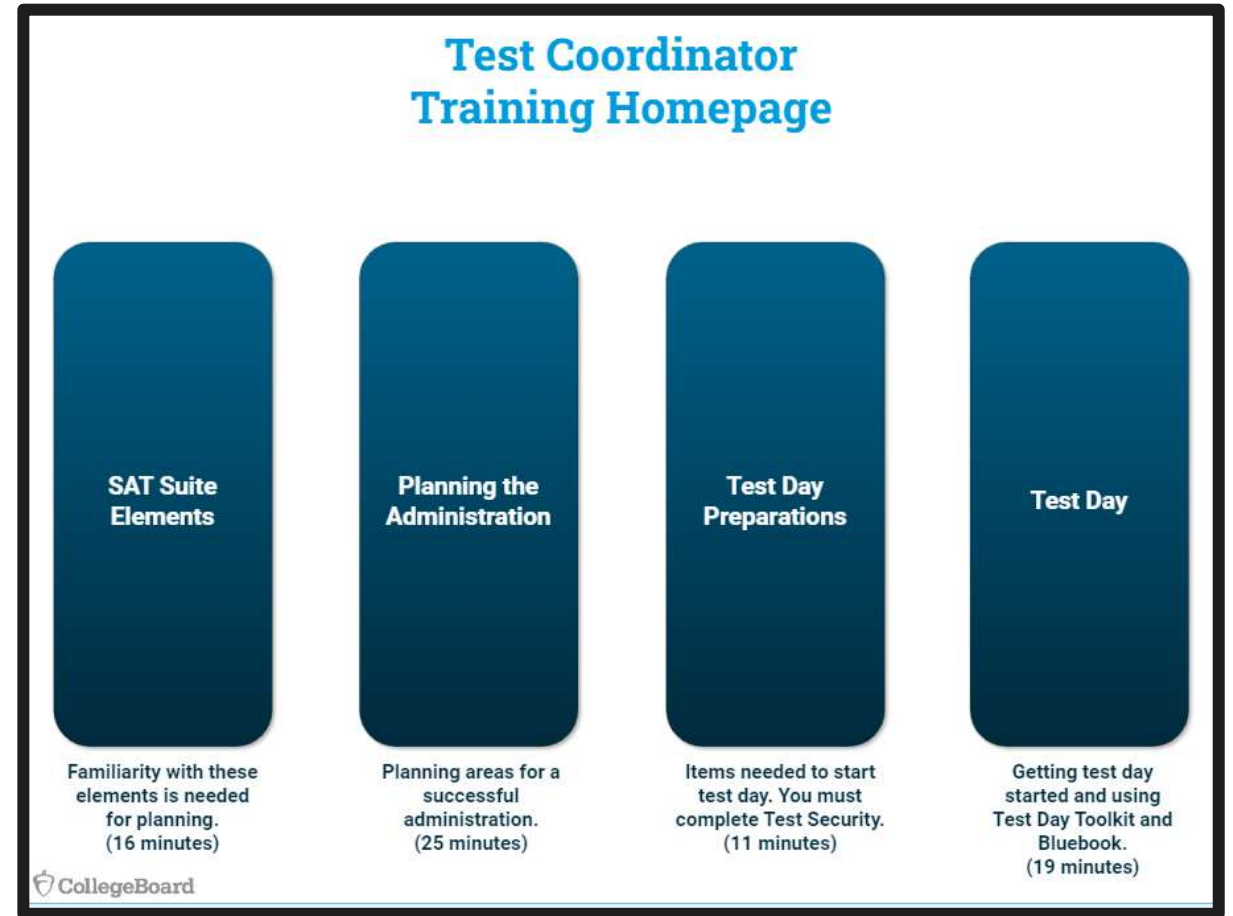 Test Coordinator
Training Homepage
SAT Suite
Elements
Planning the
Administration
Test Day
Preparations
Test Day
Familiarity with these
elements is needed
for planning.
(16 minutes)
Planning areas for a
successful
administration.
(25 minutes)
Items needed to start
test day. You must
complete Test Security.
(11 minutes)
Getting test day
started and using
Test Day Toolkit and
Bluebook.
(19 minutes)
CollegeBoard